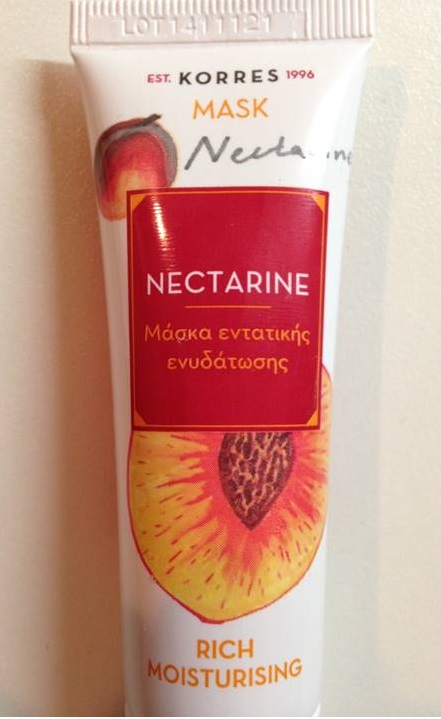 LOT1411121
EST. KORRES 1996
MASK
NECTARINE
Μάσκα εντατικής
ενυδάτωσης
RICH
MOISTURISING